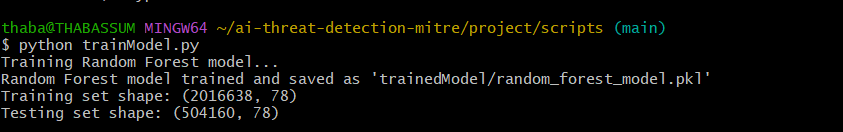 thaba@THABASSUM MINGW64 ~/ai-threat-detection-mitre/project/scripts (main)
$ python trainModel.py
Training Random Forest model...
Random Forest model trained and saved as 'trainedModel/random_forest_model.pkl'
Training set shape: (2016638, 78)
Testing set shape: (504160, 78)